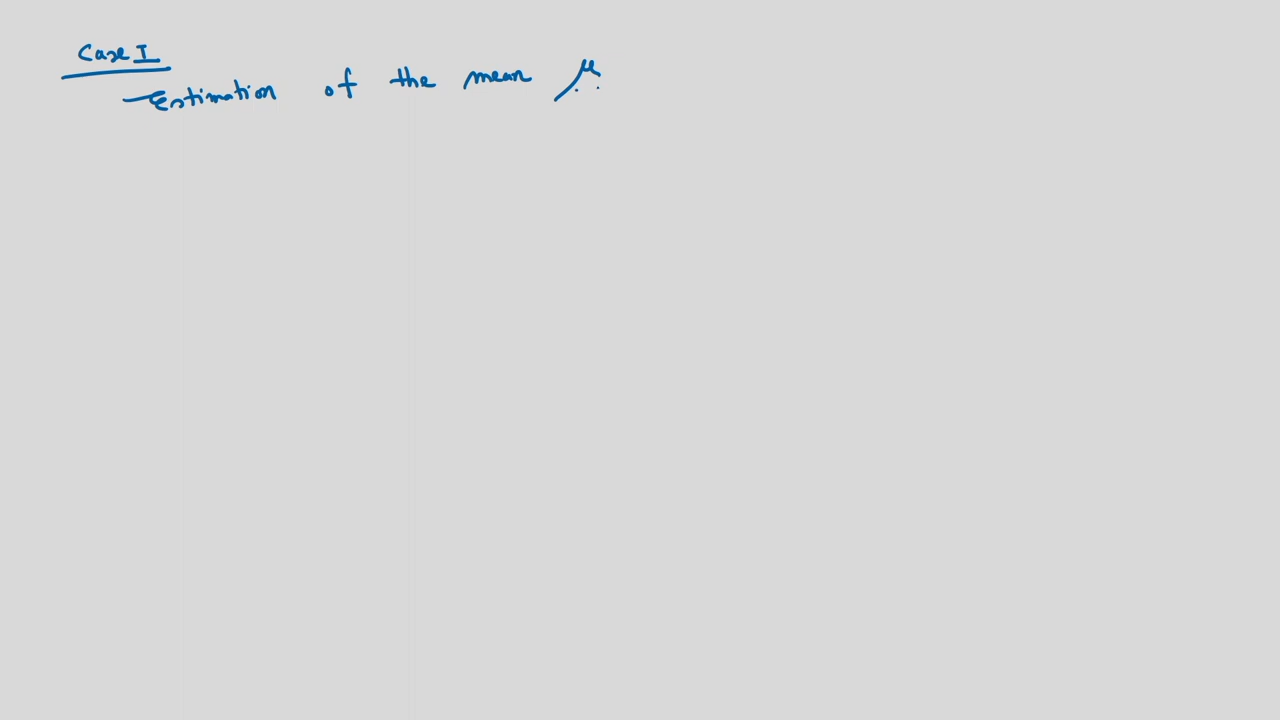 Case I
Estimation of the mean μ